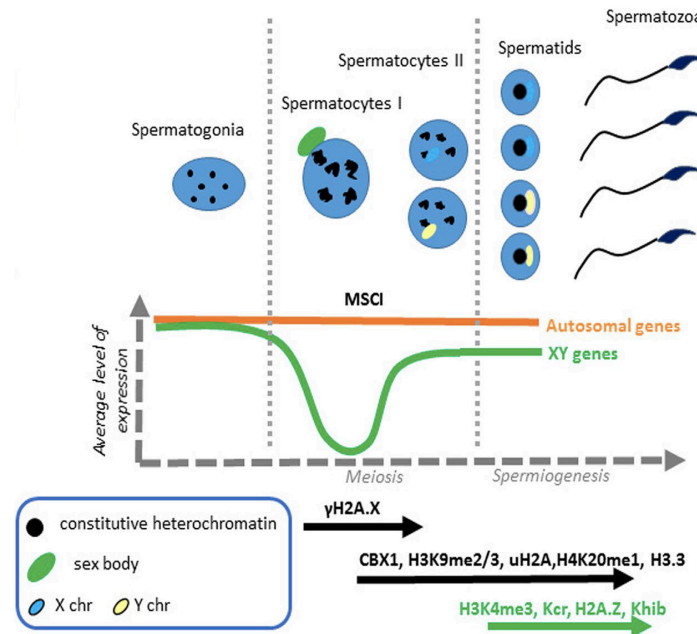 Spermatozoa
Spermatocytes II
Spermatids
Spermatocytes I
Spermatogonia
MSCI
Autosomal genes
XY genes
Average level of
expression
Meiosis
Spermiogenesis
constitutive heterochromatin
sex body
X chr
Y chr
γH2A.X
CBX1, H3K9me2/3, uH2A,H4K20me1, H3.3
H3K4me3, Kcr, H2A.Z, Khib